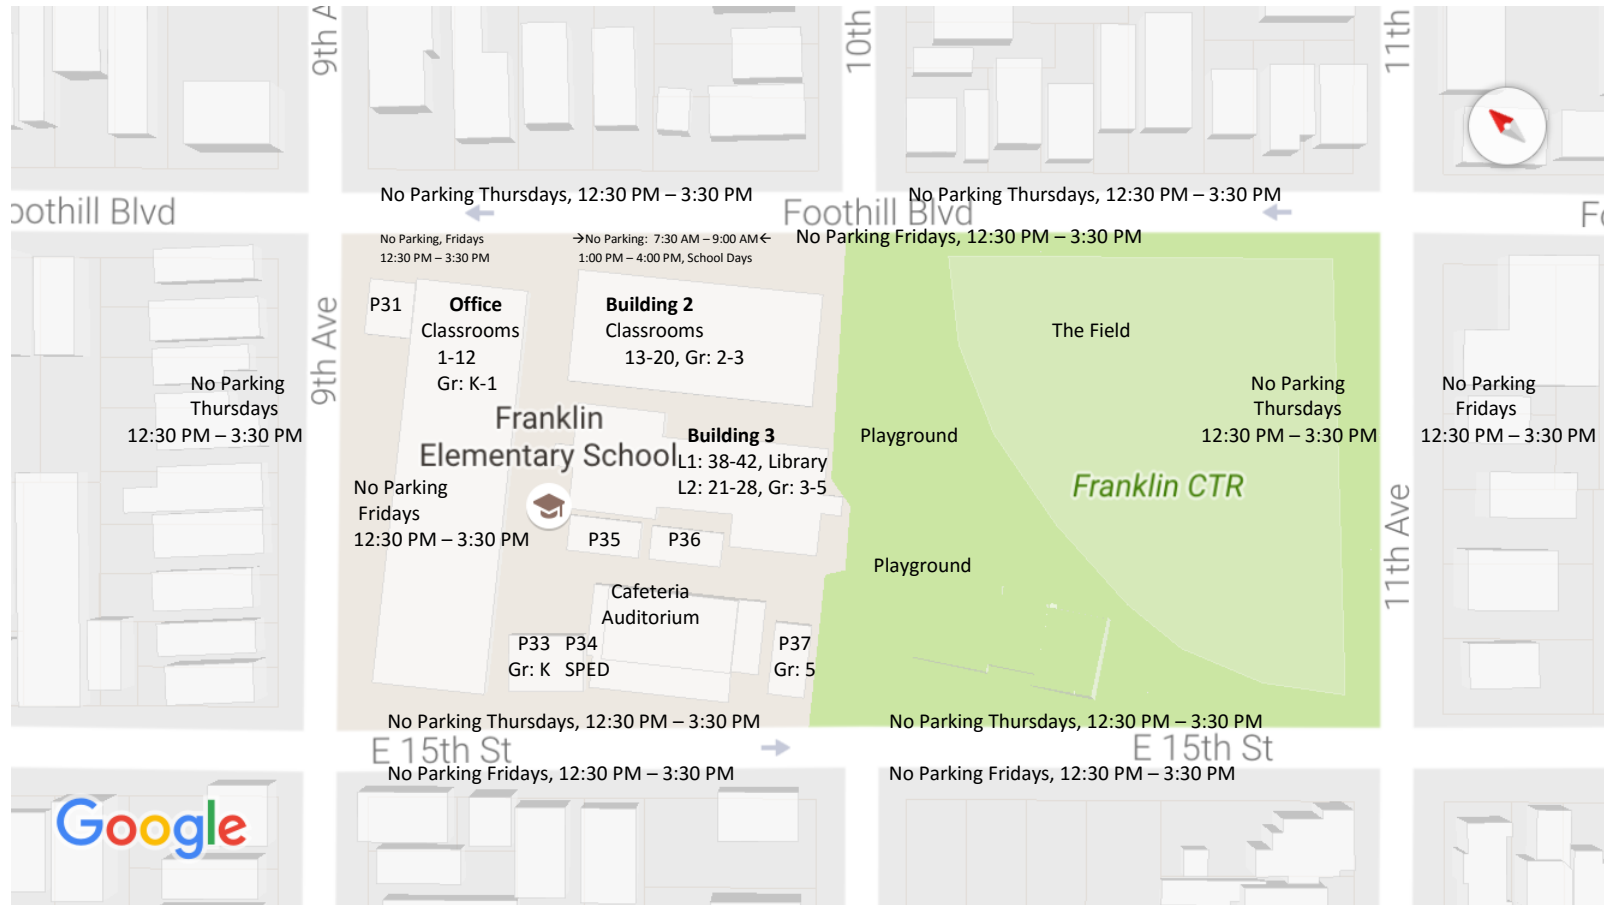 9th A
10th
11th
No Parking Thursdays, 12:30 PM – 3:30 PM
No Parking Thursdays, 12:30 PM – 3:30 PM
oothill Blvd
Foothill Blvd
Fo
No Parking, Fridays
12:30 PM – 3:30 PM
→No Parking: 7:30 AM – 9:00 AM←
1:00 PM – 4:00 PM, School Days
No Parking Fridays, 12:30 PM – 3:30 PM
9th Ave
P31
Office
Classrooms
1-12
Gr: K-1
Building 2
Classrooms
13-20, Gr: 2-3
The Field
No Parking
Thursdays
12:30 PM – 3:30 PM
Franklin
Elementary School
Building 3
L1: 38-42, Library
L2: 21-28, Gr: 3-5
Playground
No Parking
Thursdays
12:30 PM – 3:30 PM
No Parking
Fridays
12:30 PM – 3:30 PM
Franklin CTR
No Parking
Fridays
12:30 PM – 3:30 PM
P35
P36
11th Ave
Playground
Cafeteria
Auditorium
P33
P34
Gr: K
SPED
P37
Gr: 5
No Parking Thursdays, 12:30 PM – 3:30 PM
No Parking Thursdays, 12:30 PM – 3:30 PM
E 15th St
E 15th St
No Parking Fridays, 12:30 PM – 3:30 PM
No Parking Fridays, 12:30 PM – 3:30 PM
Google